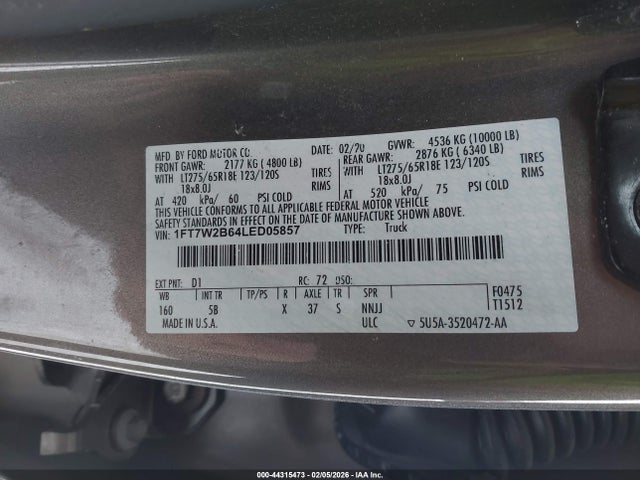 MFD. BY FORD MOTOR CO. DATE: 02/20 GVWR: 4536 KG (10000 LB)
FRONT GAWR: 2177 KG ( 4800 LB) REAR GAWR: 2876 KG ( 6340 LB)
WITH LT275/65R18E 123/120S TIRES WITH LT275/65R18E 123/120S TIRES
18x8.0J RIMS 18x8.0J RIMS
AT 420 kPa/ 60 PSI COLD AT 520 kPa/ 75 PSI COLD
THIS VEHICLE CONFORMS TO ALL APPLICABLE FEDERAL MOTOR VEHICLE
SAFETY STANDARDS IN EFFECT ON THE DATE OF MANUFACTURE SHOWN ABOVE.
VIN: 1FT7W2B64LED05857 TYPE: Truck
EXT PNT: D1 RC: 72 DSO: F0475
WB INT TR TP/PS R AXLE TR SPR T1512
160 5B X 37 S NNJJ
MADE IN U.S.A. ULC ▽ 5U5A-3520472-AA
000-44315473 02/05/2026 - IAAI.COM